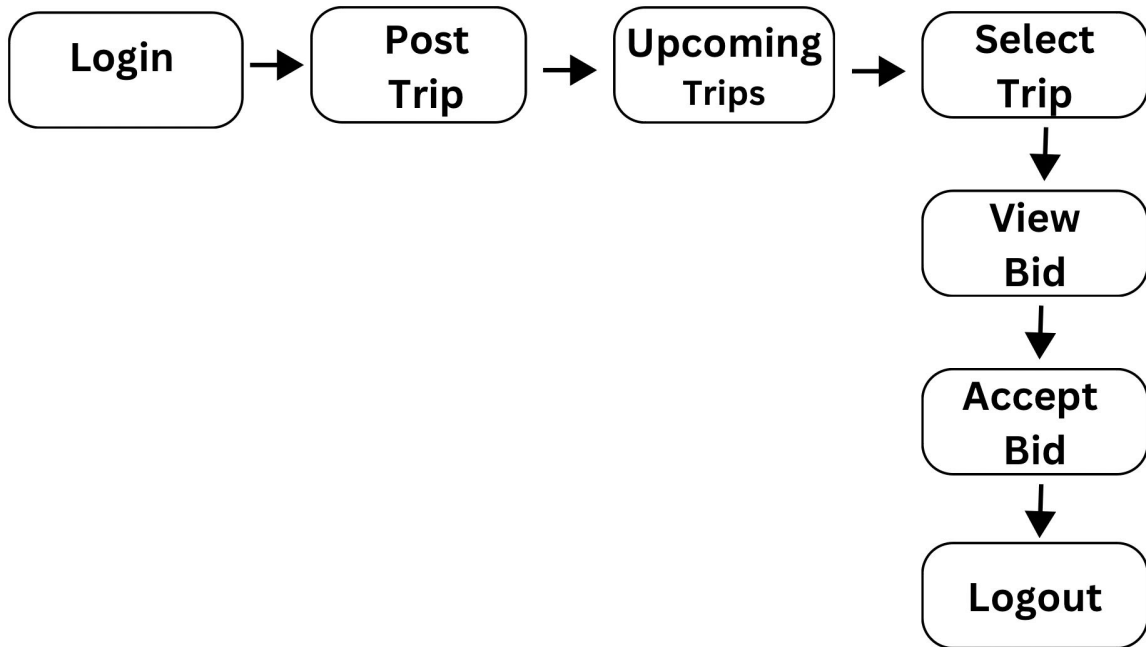 Login
Post
Trip
Upcoming
Trips
Select
Trip
View
Bid
Accept
Bid
Logout